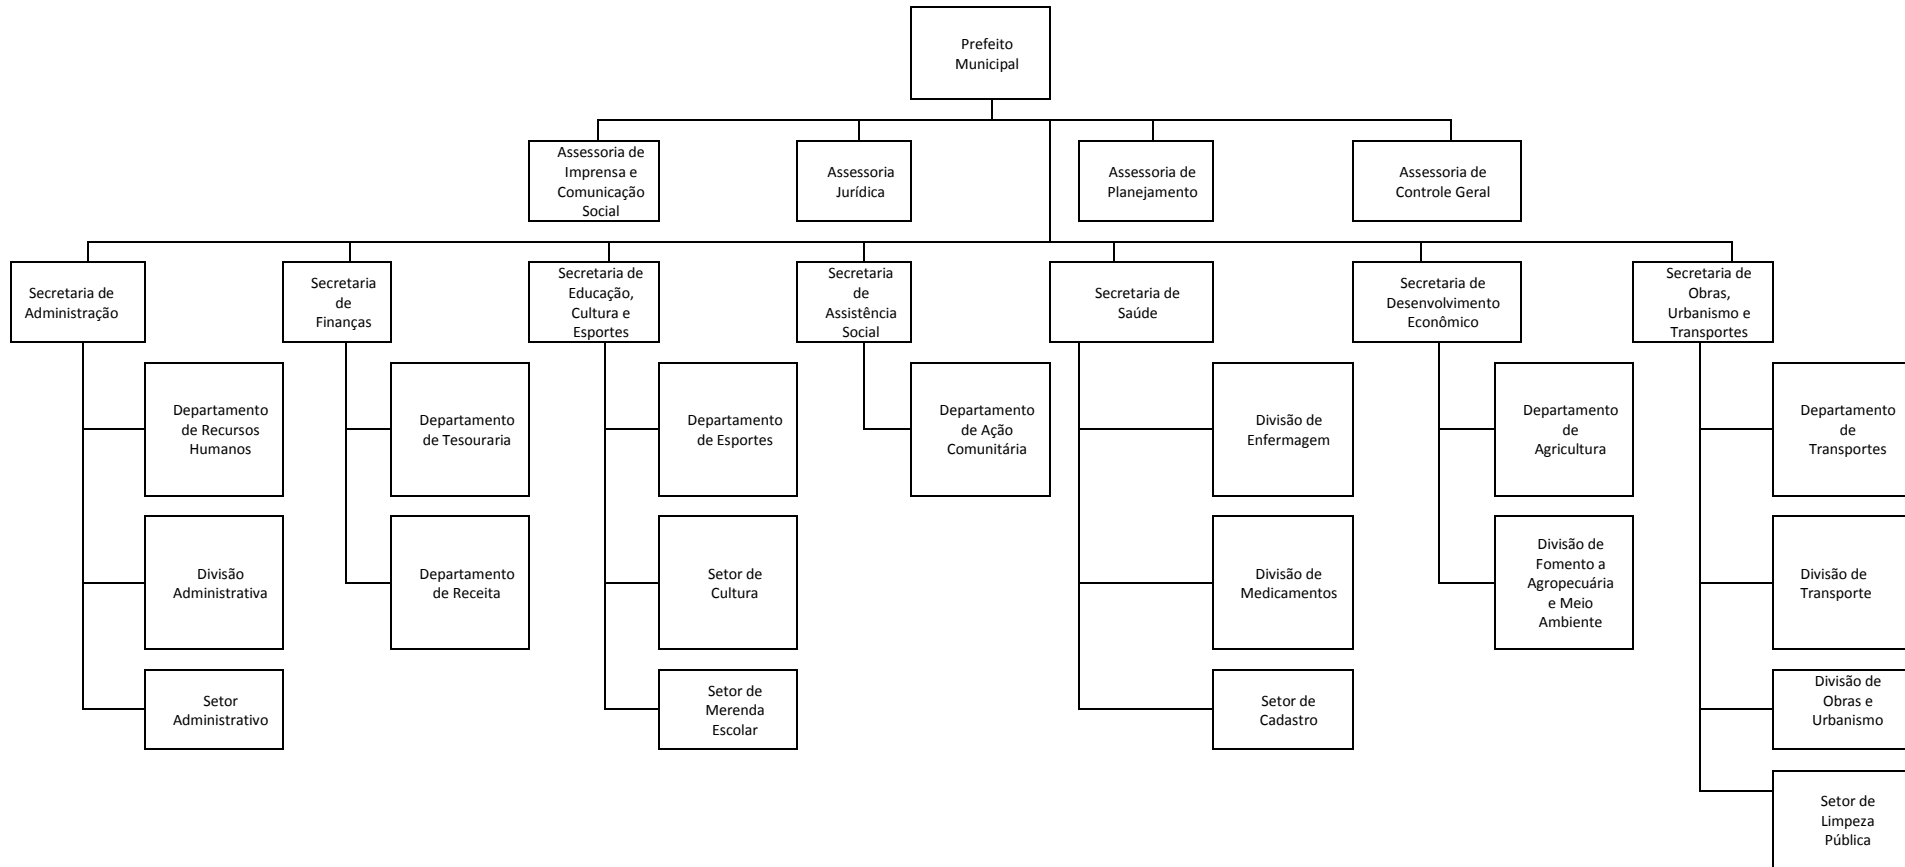 Prefeito
Municipal
Assessoria de
Imprensa e
Comunicação
Social
Assessoria
Jurídica
Assessoria de
Planejamento
Assessoria de
Controle Geral
Secretaria de
Administração
Secretaria
de
Finanças
Secretaria de
Educação,
Cultura e
Esportes
Secretaria
de
Assistência
Social
Secretaria de
Saúde
Secretaria de
Desenvolvimento
Econômico
Secretaria de
Obras,
Urbanismo e
Transportes
Departamento
de Recursos
Humanos
Departamento
de Tesouraria
Departamento
de Esportes
Departamento
de Ação
Comunitária
Divisão de
Enfermagem
Departamento
de
Agricultura
Departamento
de
Transportes
Divisão
Administrativa
Departamento
de Receita
Setor de
Cultura
Divisão de
Medicamentos
Divisão de
Fomento a
Agropecuária
e Meio
Ambiente
Divisão de
Transporte
Setor
Administrativo
Setor de
Merenda
Escolar
Setor de
Cadastro
Divisão de
Obras e
Urbanismo
Setor de
Limpeza
Pública